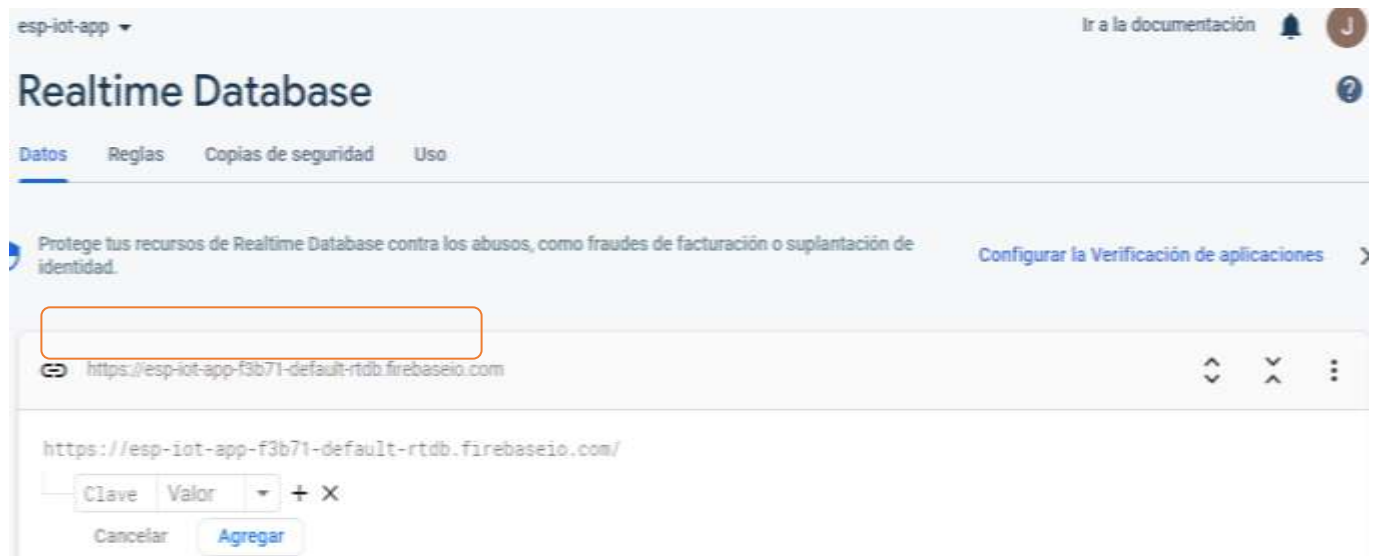 esp-iot-app
Ir a la documentación
J
Realtime Database
Datos Reglas Copias de seguridad Uso
Protege tus recursos de Realtime Database contra los abusos, como fraudes de facturación o suplantación de
identidad.
Configurar la Verificación de aplicaciones
https://esp-iot-app-f3b71-default-rtdb.firebaseio.com
https://esp-iot-app-f3b71-default-rtdb.firebaseio.com/
Clave Valor
Cancelar Agregar